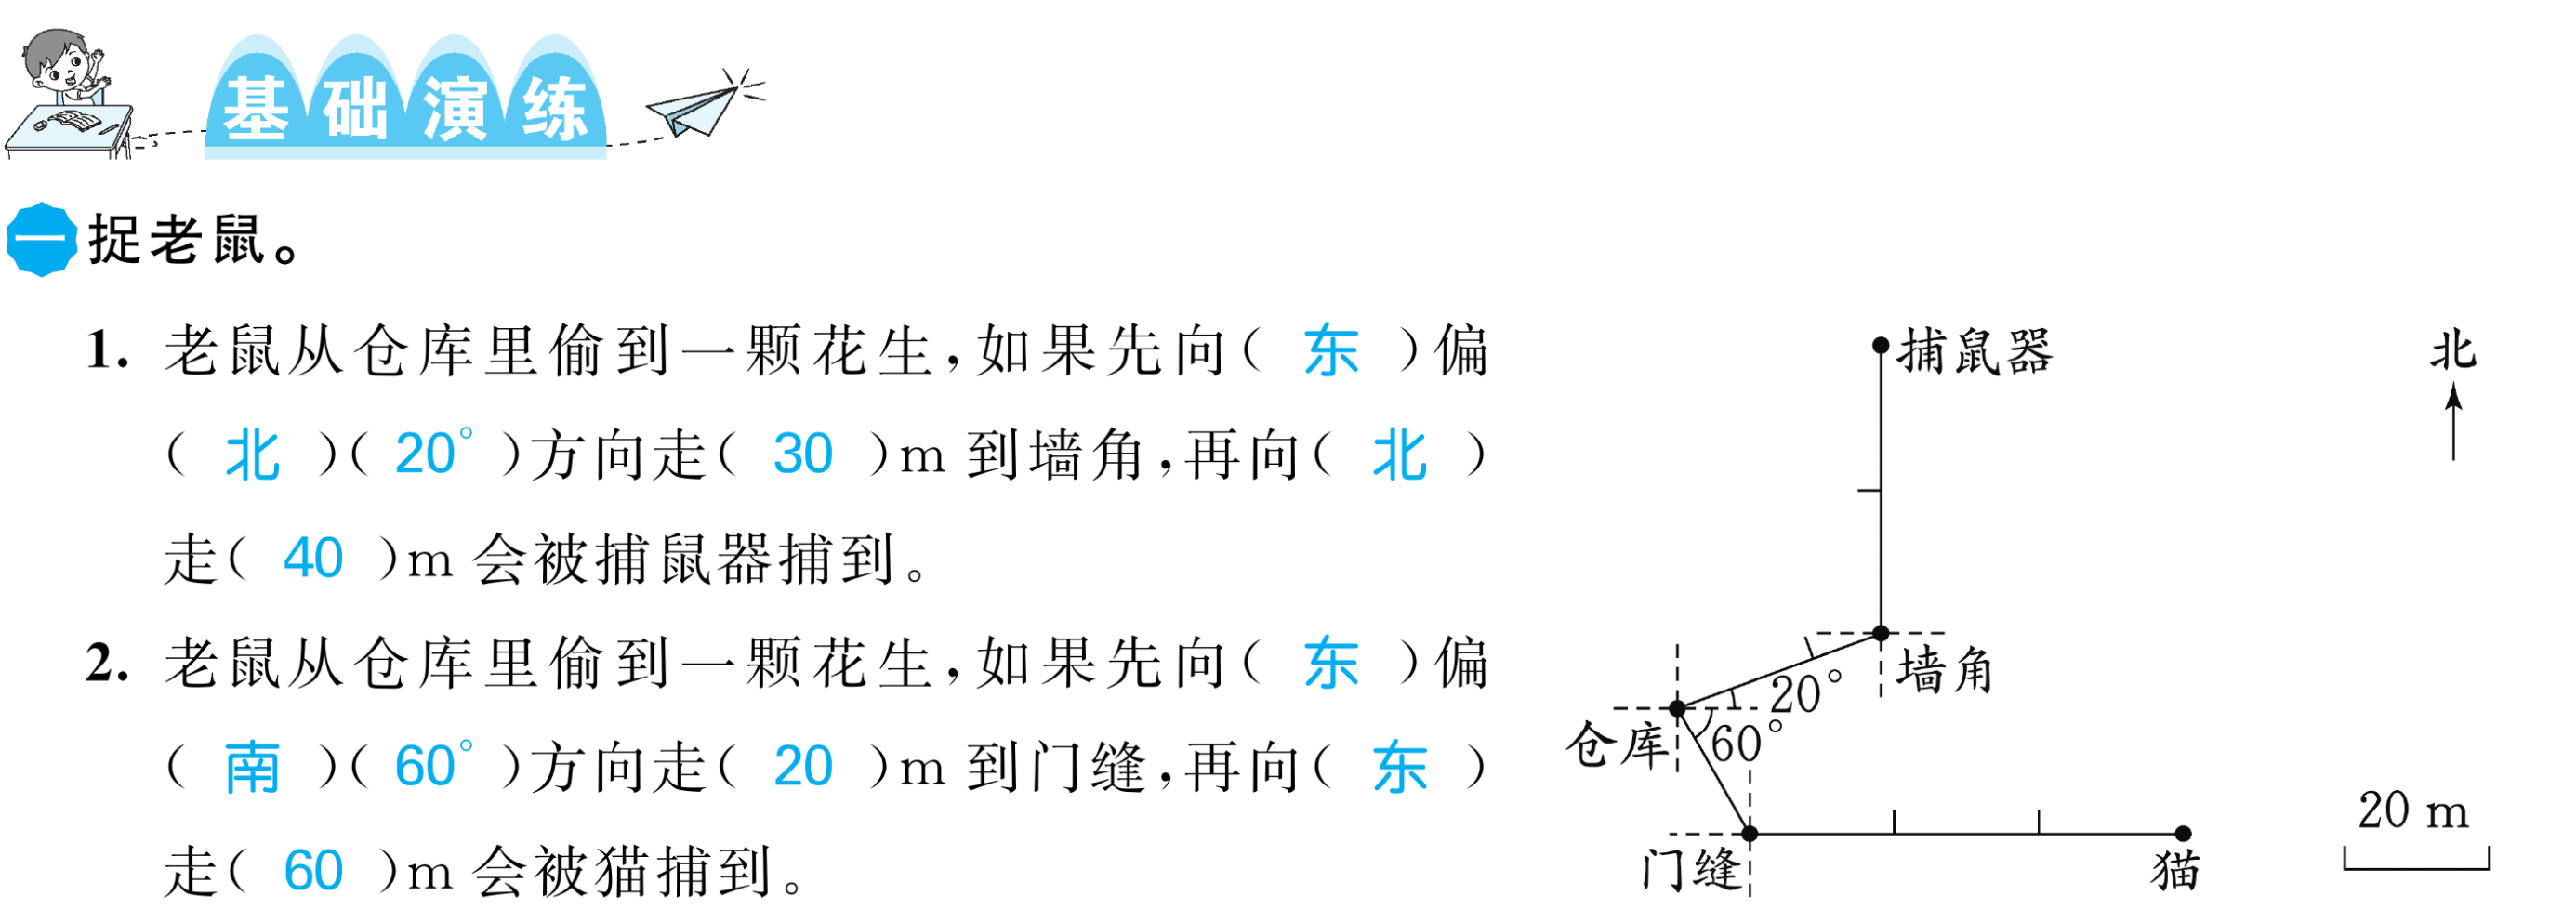 基础演练
一 捉老鼠。
1. 老鼠从仓库里偷到一颗花生,如果先向( 东 )偏
( 北 )( 20° )方向走( 30 )m 到墙角,再向( 北 )
走( 40 )m 会被捕鼠器捕到。
2. 老鼠从仓库里偷到一颗花生,如果先向( 东 )偏
( 南 )( 60° )方向走( 20 )m 到门缝,再向( 东 )
走( 60 )m 会被猫捕到。
捕鼠器
北
墙角
20°
仓库
60°
20 m
门缝
猫